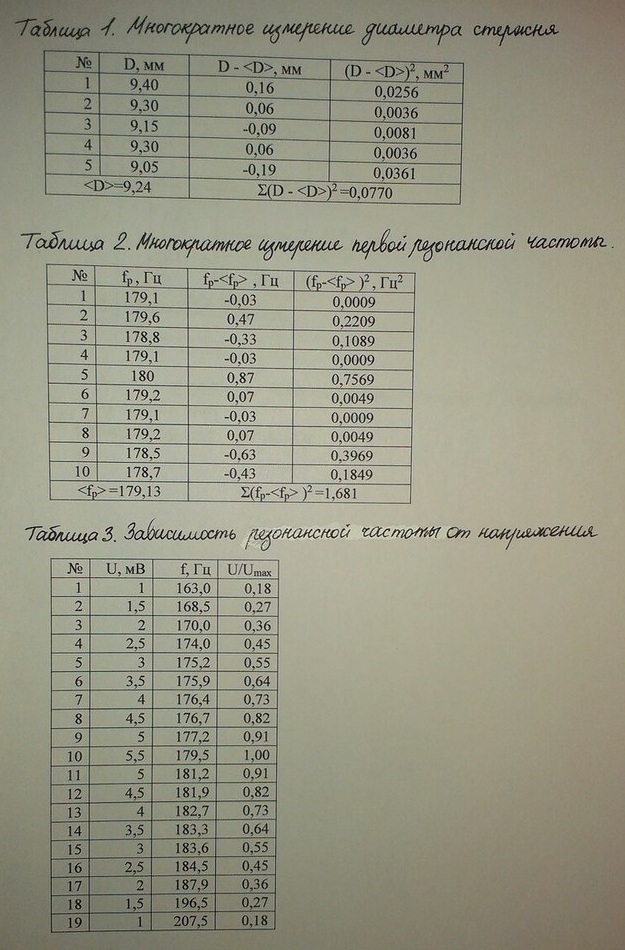 Таблица 1. Многократное измерение диаметра стержня
№ D, мм D - <D>, мм (D - <D>)², мм²
1 9,40 0,16 0,0256
2 9,30 0,06 0,0036
3 9,15 -0,09 0,0081
4 9,30 0,06 0,0036
5 9,05 -0,19 0,0361
<D>=9,24 Σ(D - <D>)²=0,0770
Таблица 2. Многократное измерение первой резонансной частоты.
№ fр, Гц fр-<fр> , Гц (fр-<fр> )², Гц²
1 179,1 -0,03 0,0009
2 179,6 0,47 0,2209
3 178,8 -0,33 0,1089
4 179,1 -0,03 0,0009
5 180 0,87 0,7569
6 179,2 0,07 0,0049
7 179,1 -0,03 0,0009
8 179,2 0,07 0,0049
9 178,5 -0,63 0,3969
10 178,7 -0,43 0,1849
<fр> =179,13 Σ(fр-<fр> )²=1,681
Таблица 3. Зависимость резонансной частоты от напряжения
№ U, мВ f, Гц U/Umax
1 1 163,0 0,18
2 1,5 168,5 0,27
3 2 170,0 0,36
4 2,5 174,0 0,45
5 3 175,2 0,55
6 3,5 175,9 0,64
7 4 176,4 0,73
8 4,5 176,7 0,82
9 5 177,2 0,91
10 5,5 179,5 1,00
11 5 181,2 0,91
12 4,5 181,9 0,82
13 4 182,7 0,73
14 3,5 183,3 0,64
15 3 183,6 0,55
16 2,5 184,5 0,45
17 2 187,9 0,36
18 1,5 196,5 0,27
19 1 207,5 0,18